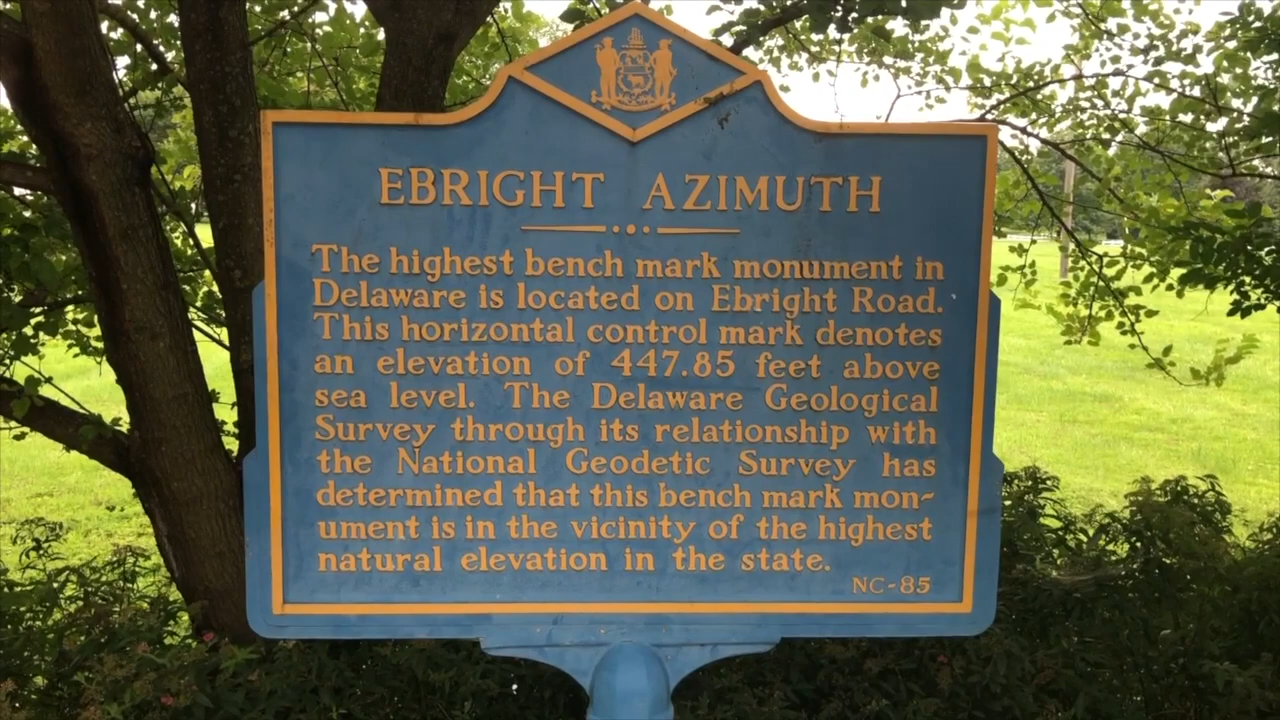 EBRIGHT AZIMUTH
The highest bench mark monument in
Delaware is located on Ebright Road.
This horizontal control mark denotes
an elevation of 447.85 feet above
sea level. The Delaware Geological
Survey through its relationship with
the National Geodetic Survey has
determined that this bench mark mon-
ument is in the vicinity of the highest
natural elevation in the state.
NC-85